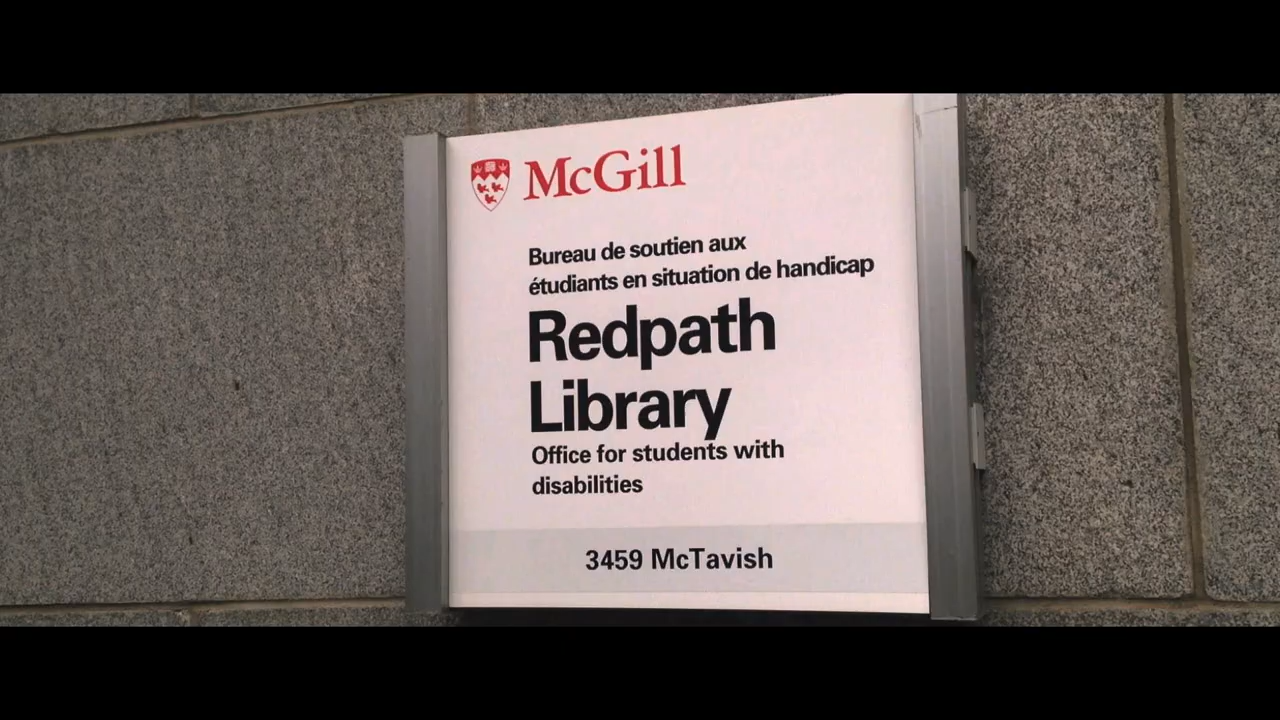 McGill
Bureau de soutien aux
étudiants en situation de handicap
Redpath
Library
Office for students with
disabilities
3459 McTavish